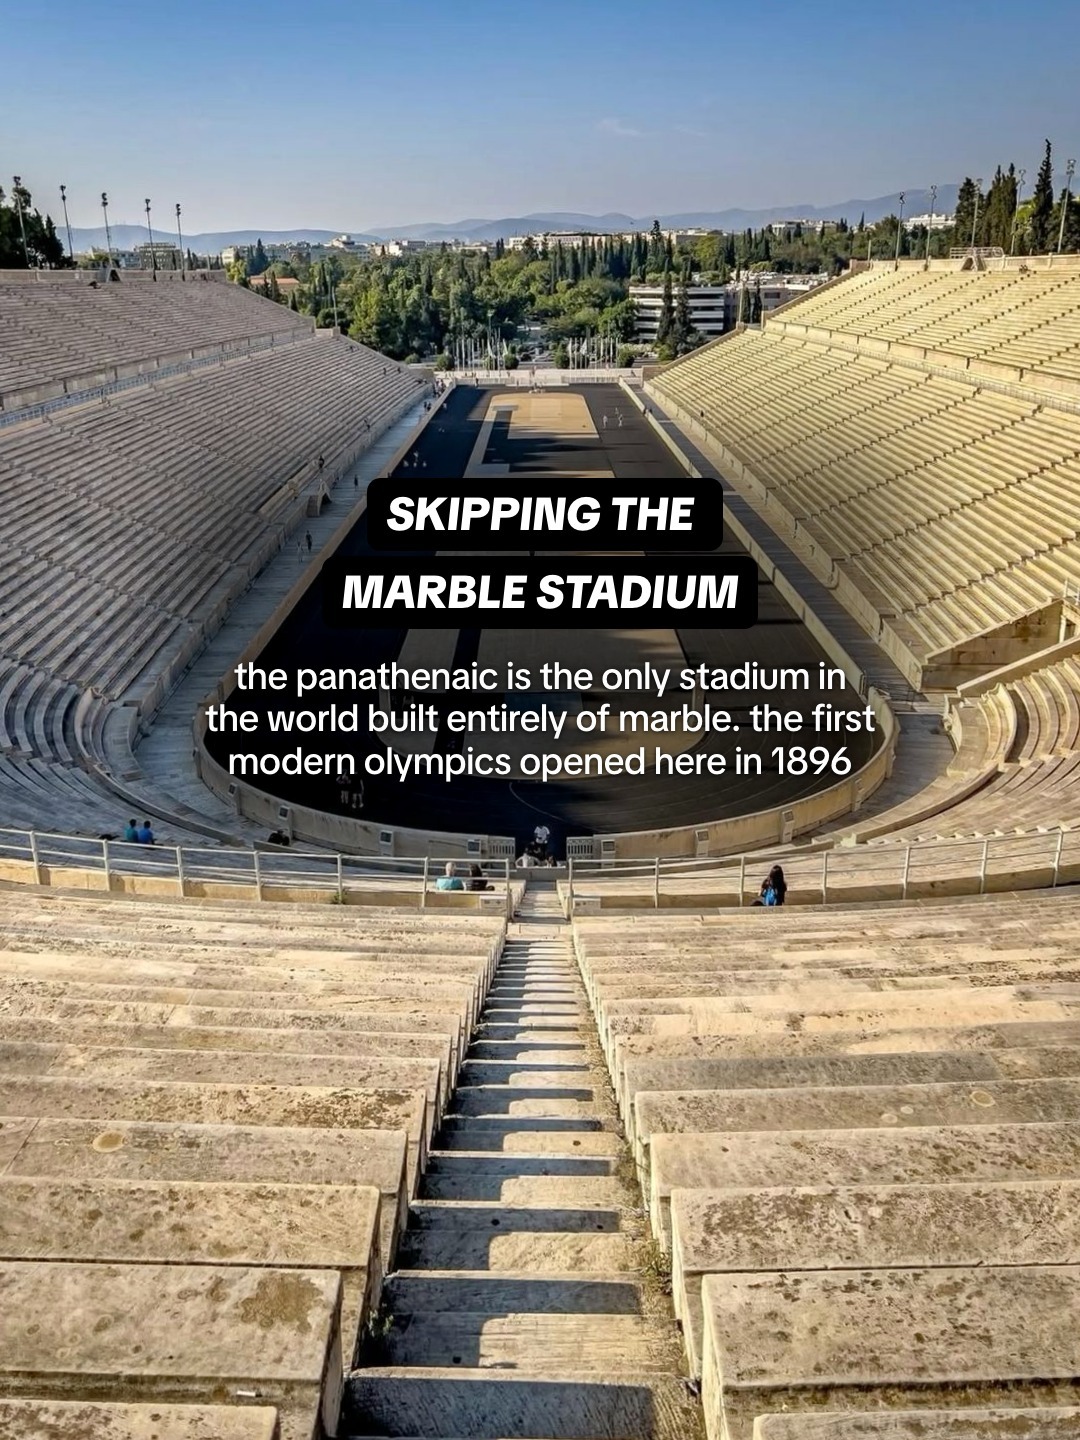 SKIPPING THE
MARBLE STADIUM
the panathenaic is the only stadium in
the world built entirely of marble. the first
modern olympics opened here in 1896